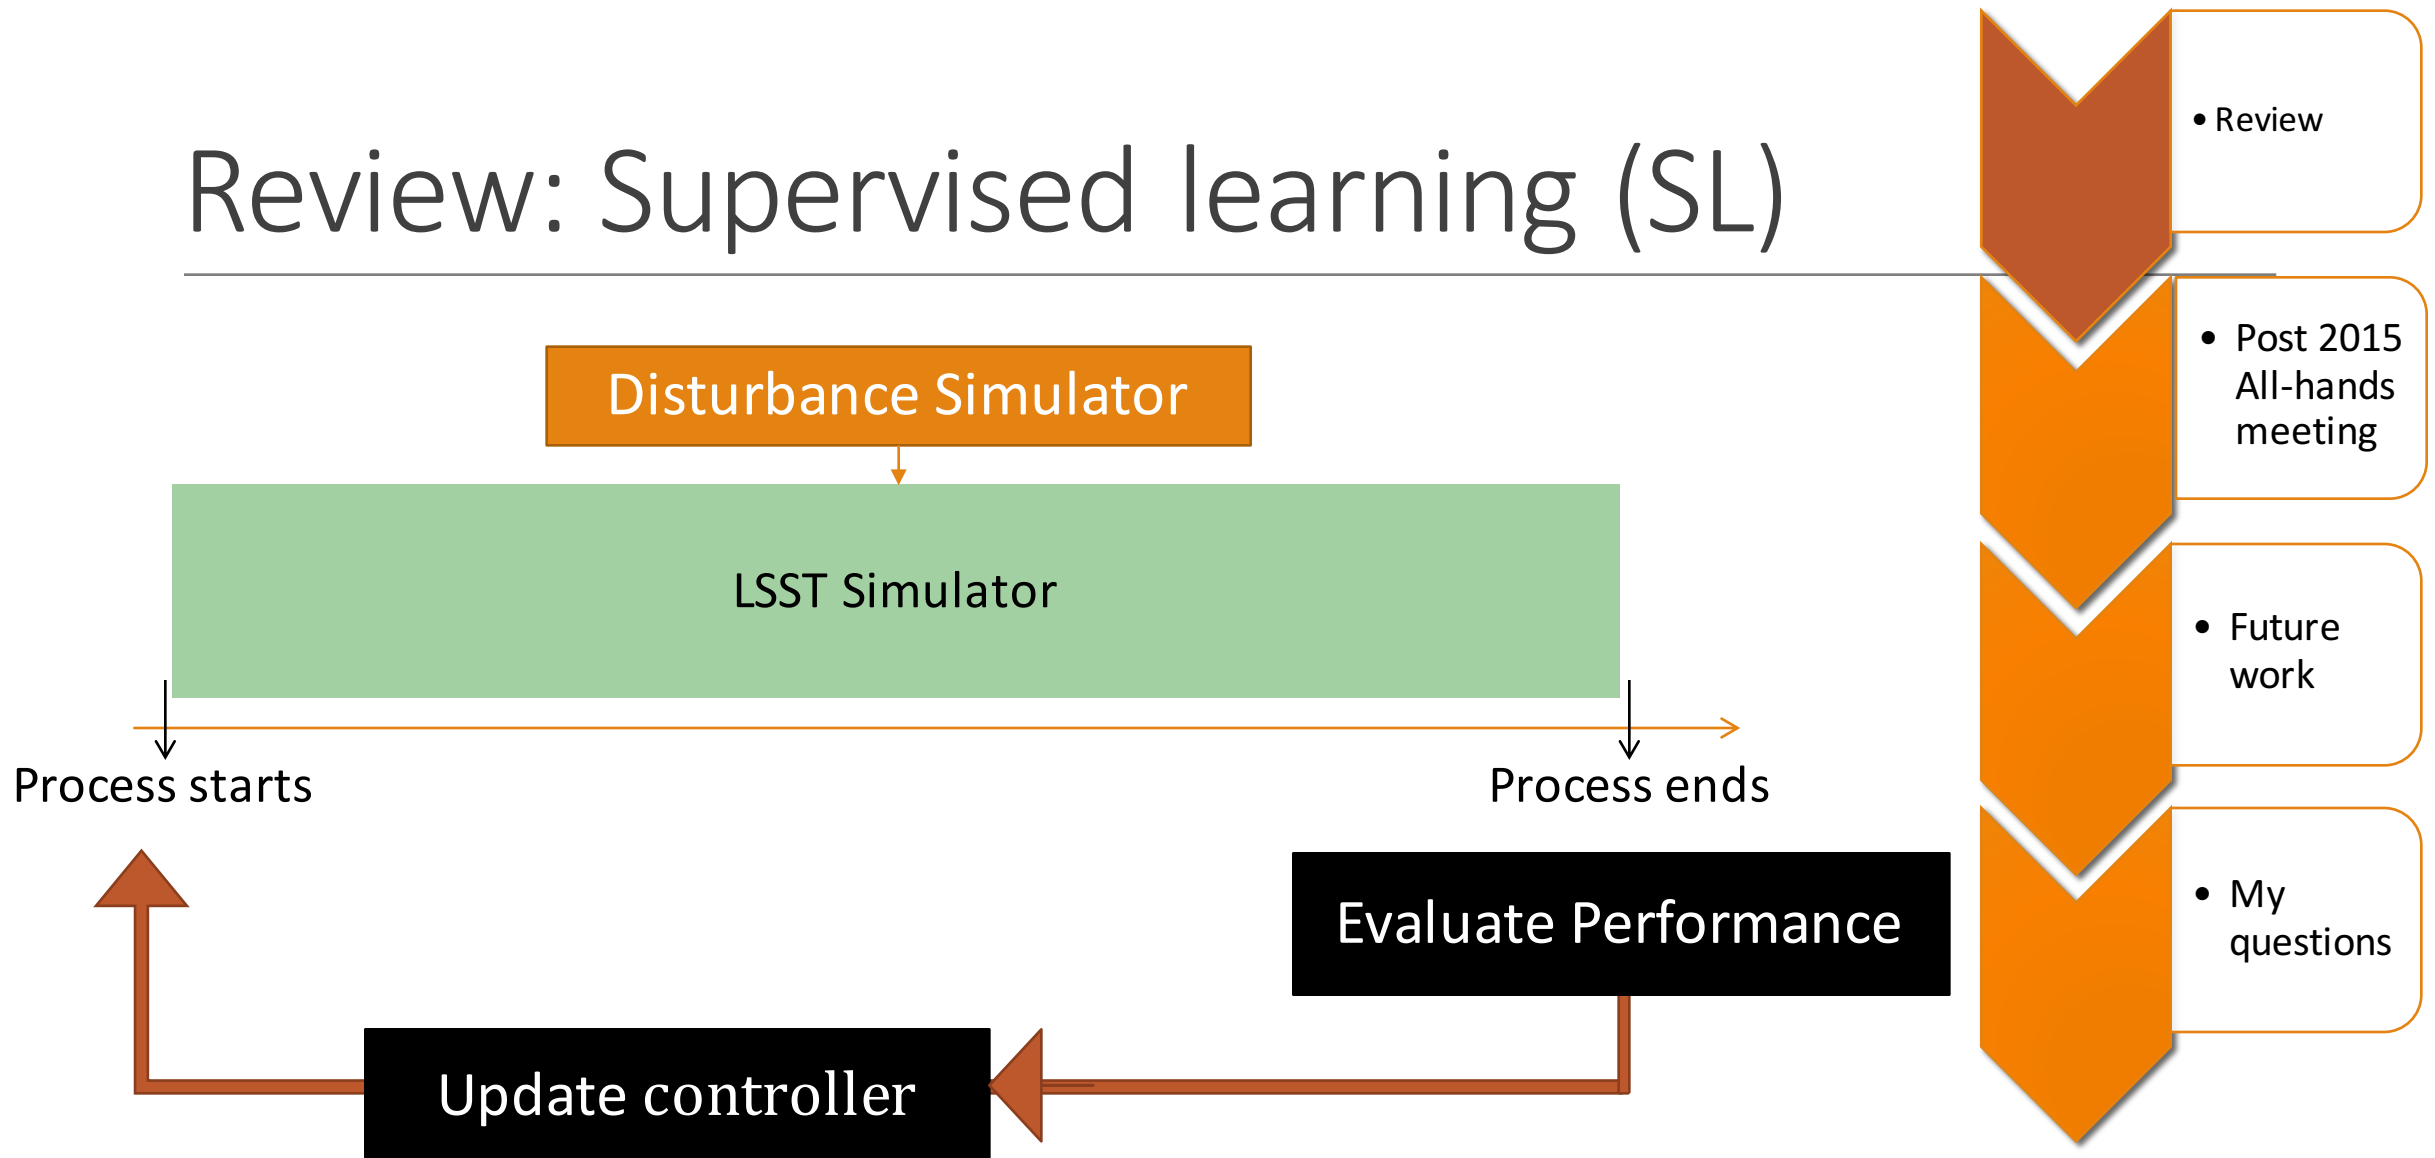 Review: Supervised learning (SL)
Disturbance Simulator
LSST Simulator
Process starts
Process ends
Evaluate Performance
Update controller
• Review
• Post 2015
All-hands
meeting
• Future
work
• My
questions